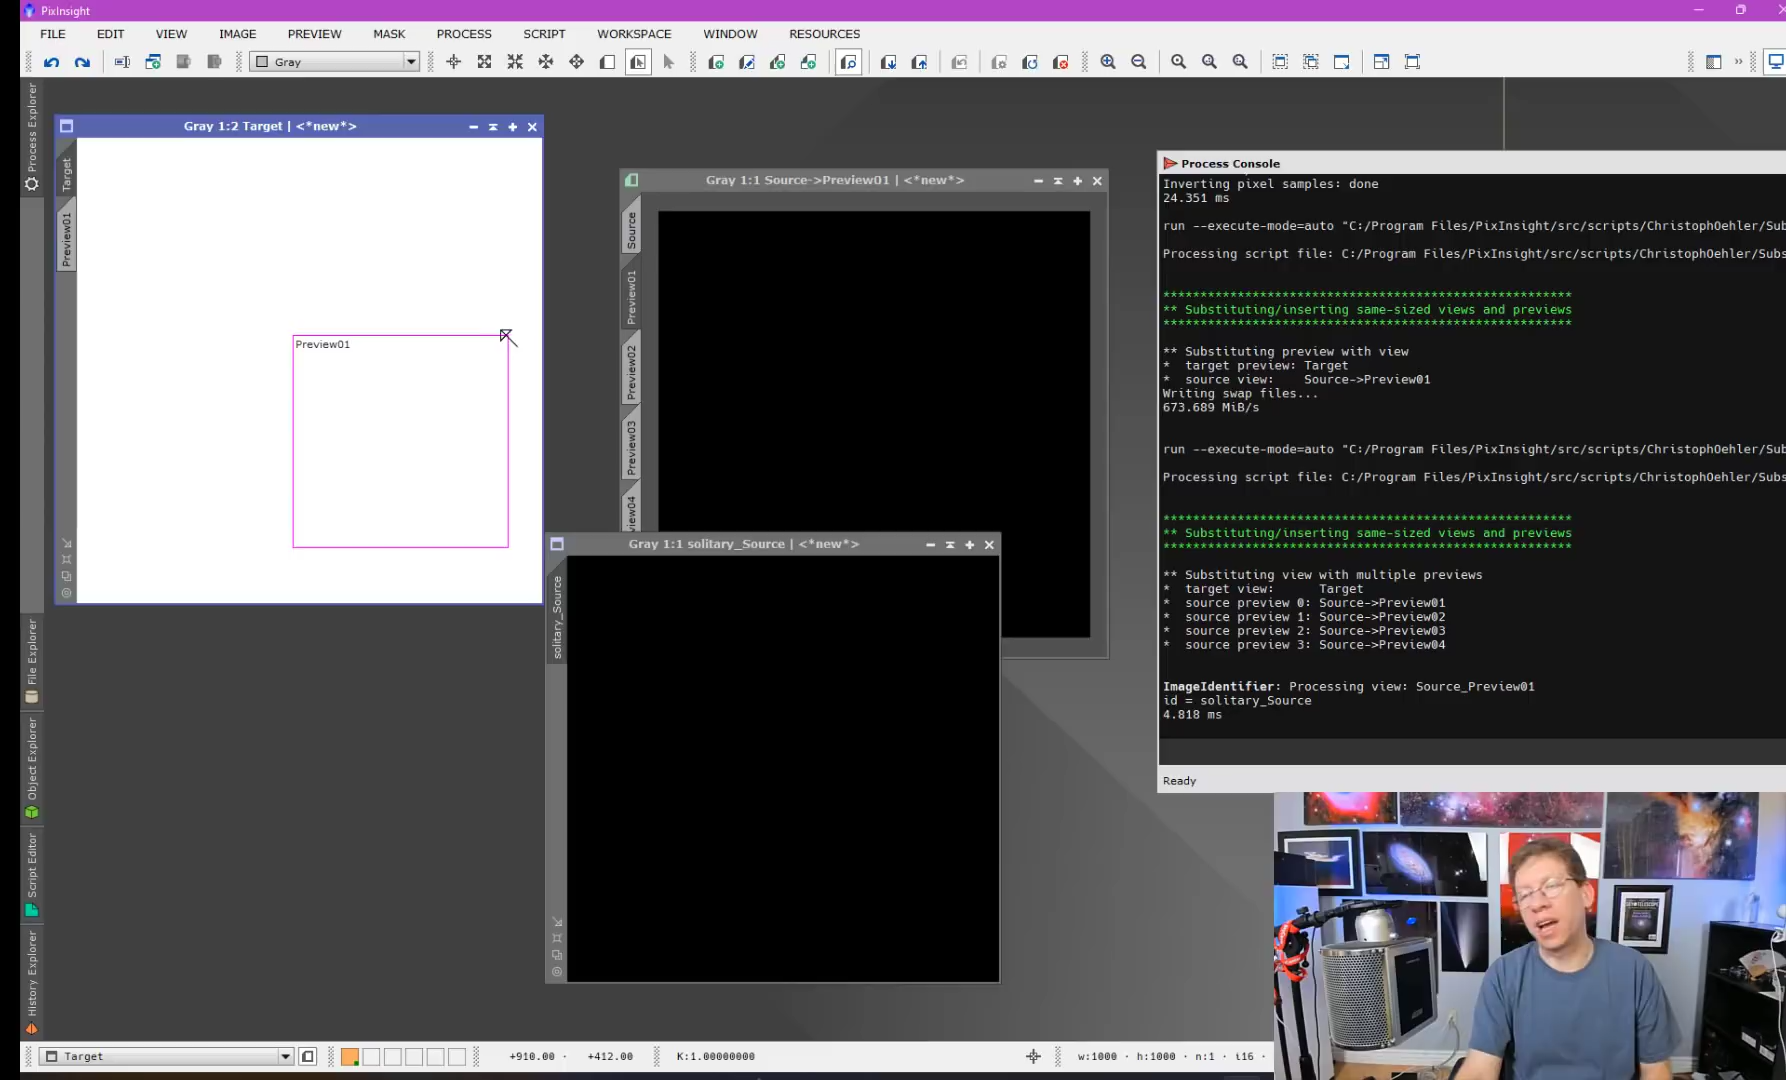 PixInsight
FILE EDIT VIEW IMAGE PREVIEW MASK PROCESS SCRIPT WORKSPACE WINDOW RESOURCES
Gray
Process Explorer
File Explorer
Object Explorer
Script Editor
History Explorer
Gray 1:2 Target | <*new*>
Target
Preview01
Preview01
Gray 1:1 Source->Preview01 | <*new*>
Source
Preview01
Preview02
Preview03
view04
Gray 1:1 solitary_Source | <*new*>
solitary_Source
Process Console
Inverting pixel samples: done
24.351 ms
run --execute-mode=auto "C:/Program Files/PixInsight/src/scripts/ChristophOehler/Sub
Processing script file: C:/Program Files/PixInsight/src/scripts/ChristophOehler/Subs
*******************************************************
** Substituting/inserting same-sized views and previews
*******************************************************
** Substituting preview with view
* target preview: Target
* source view: Source->Preview01
Writing swap files...
673.689 MiB/s
run --execute-mode=auto "C:/Program Files/PixInsight/src/scripts/ChristophOehler/Sub
Processing script file: C:/Program Files/PixInsight/src/scripts/ChristophOehler/Subs
*******************************************************
** Substituting/inserting same-sized views and previews
*******************************************************
** Substituting view with multiple previews
* target view: Target
* source preview 0: Source->Preview01
* source preview 1: Source->Preview02
* source preview 2: Source->Preview03
* source preview 3: Source->Preview04
ImageIdentifier: Processing view: Source_Preview01
id = solitary_Source
4.818 ms
Ready
Target
+910.00 · +412.00
K:1.00000000
w:1000 · h:1000 · n:1 · i16 ·